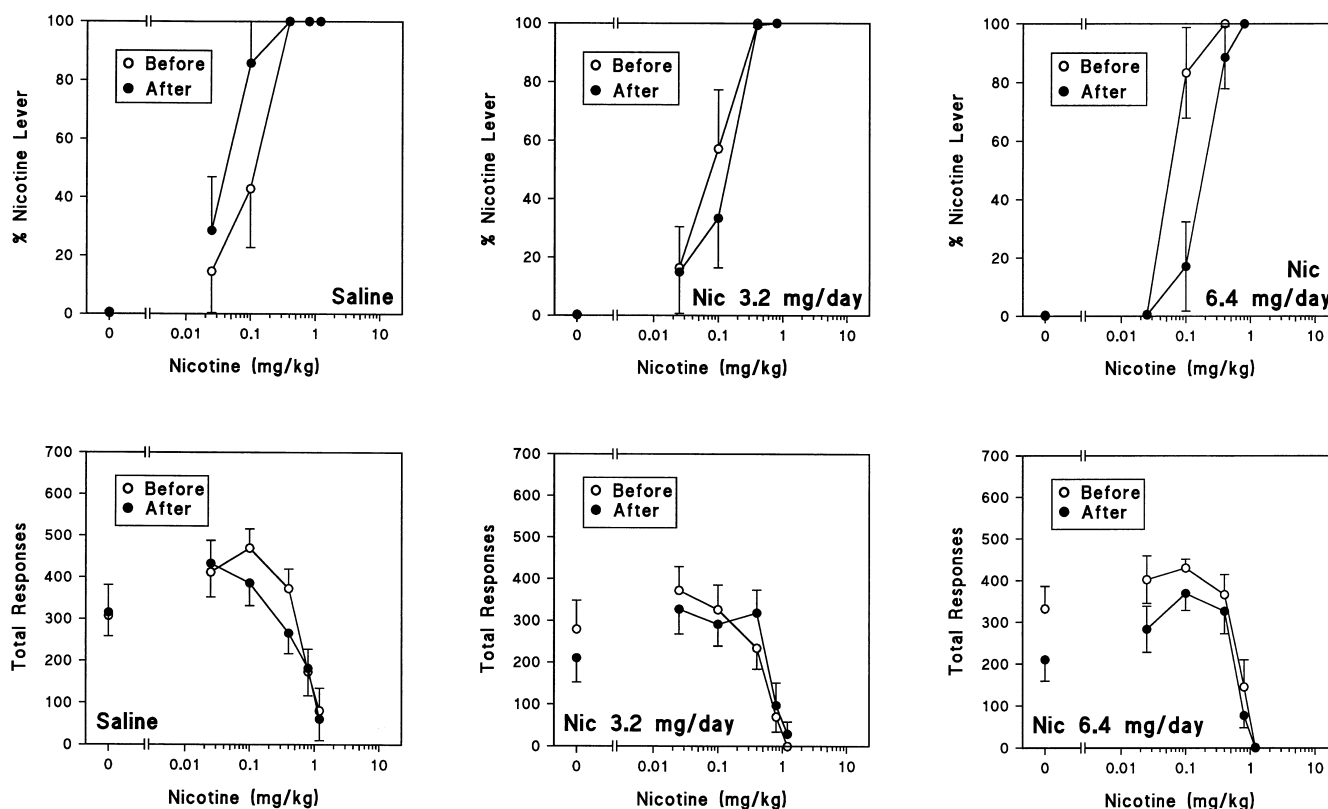 100
80
60
40
20
0
% Nicotine Lever
Before
After
Saline
0
0.01
0.1
1
10
Nicotine (mg/kg)
100
80
60
40
20
0
% Nicotine Lever
Before
After
Nic 3.2 mg/day
0
0.01
0.1
1
10
Nicotine (mg/kg)
100
80
60
40
20
0
% Nicotine Lever
Before
After
Nic
6.4 mg/day
0
0.01
0.1
1
10
Nicotine (mg/kg)
700
600
500
400
300
200
100
0
Total Responses
Before
After
Saline
0
0.01
0.1
1
10
Nicotine (mg/kg)
700
600
500
400
300
200
100
0
Total Responses
Before
After
Nic 3.2 mg/day
0
0.01
0.1
1
10
Nicotine (mg/kg)
700
600
500
400
300
200
100
0
Total Responses
Before
After
Nic 6.4 mg/day
0
0.01
0.1
1
10
Nicotine (mg/kg)